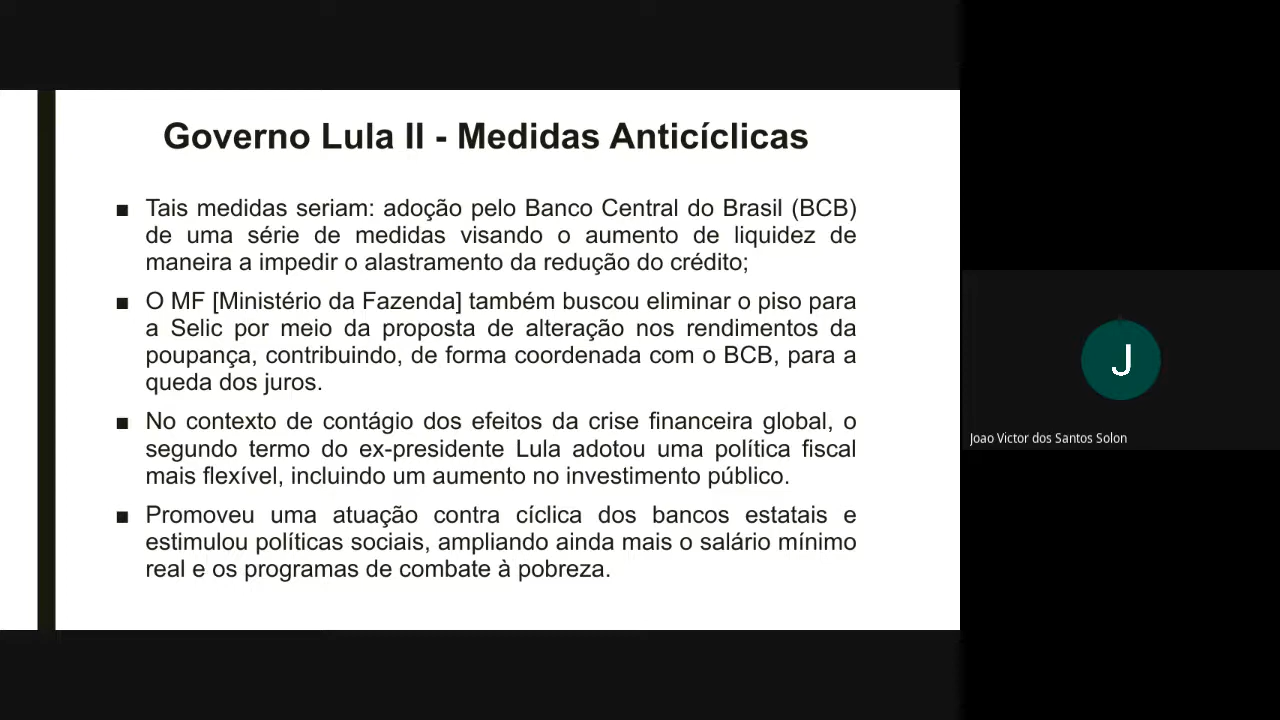 Governo Lula II - Medidas Anticíclicas
■ Tais medidas seriam: adoção pelo Banco Central do Brasil (BCB)
de uma série de medidas visando o aumento de liquidez de
maneira a impedir o alastramento da redução do crédito;
■ O MF [Ministério da Fazenda] também buscou eliminar o piso para
a Selic por meio da proposta de alteração nos rendimentos da
poupança, contribuindo, de forma coordenada com o BCB, para a
queda dos juros.
■ No contexto de contágio dos efeitos da crise financeira global, o
segundo termo do ex-presidente Lula adotou uma política fiscal
mais flexível, incluindo um aumento no investimento público.
■ Promoveu uma atuação contra cíclica dos bancos estatais e
estimulou políticas sociais, ampliando ainda mais o salário mínimo
real e os programas de combate à pobreza.
J
Joao Victor dos Santos Solon